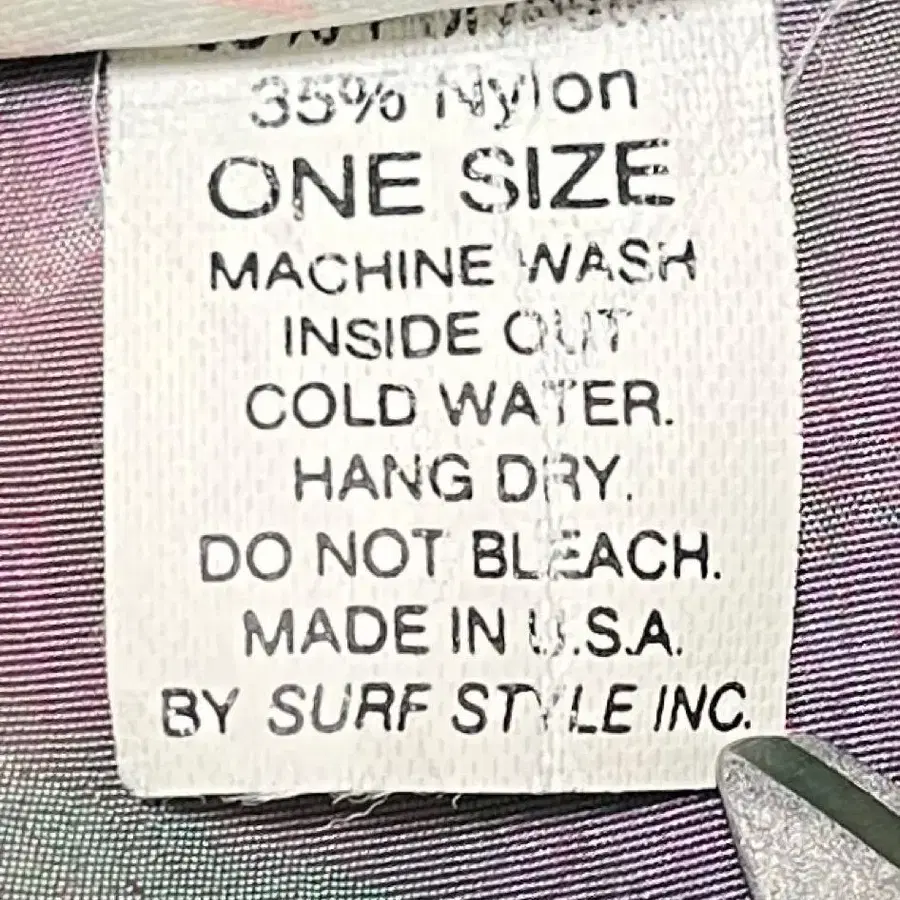 35% Nylon
ONE SIZE
MACHINE WASH
INSIDE OUT
COLD WATER.
HANG DRY.
DO NOT BLEACH.
MADE IN U.S.A.
BY SURF STYLE INC.